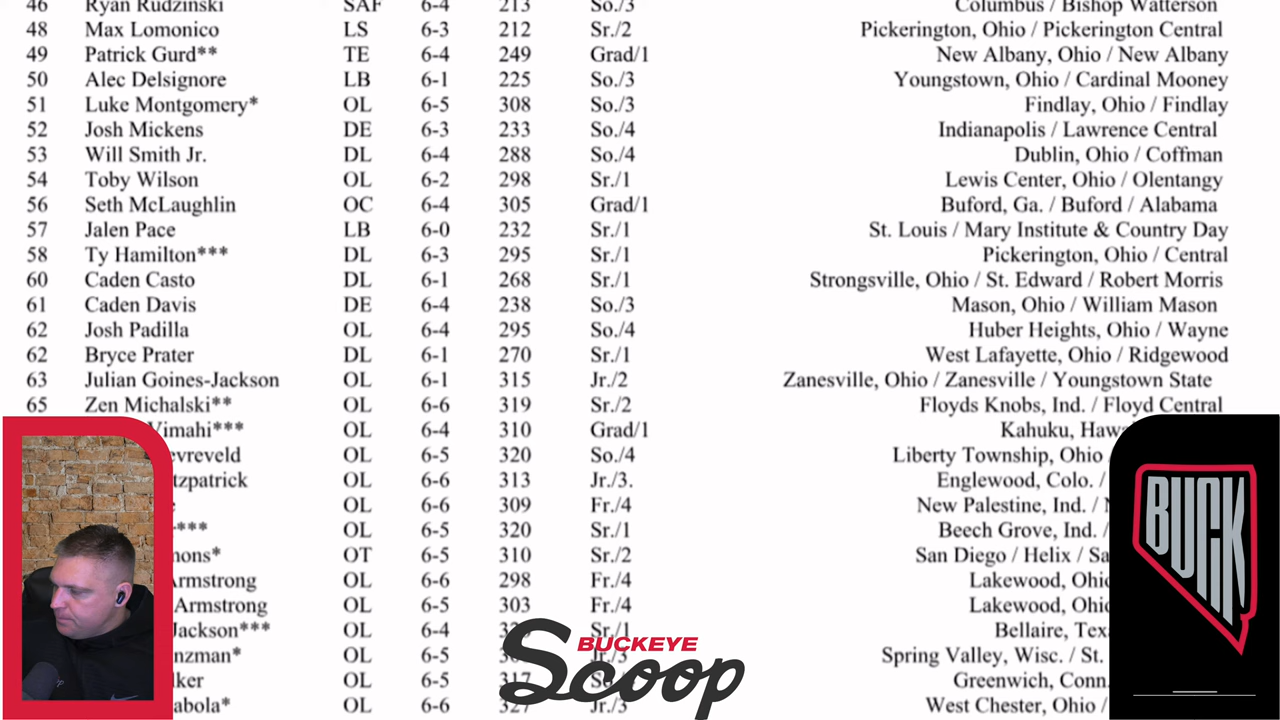 46 Ryan Rudzinski SAF 6-4 213 So./3 Columbus / Bishop Watterson
48 Max Lomonico LS 6-3 212 Sr./2 Pickerington, Ohio / Pickerington Central
49 Patrick Gurd** TE 6-4 249 Grad/1 New Albany, Ohio / New Albany
50 Alec Delsignore LB 6-1 225 So./3 Youngstown, Ohio / Cardinal Mooney
51 Luke Montgomery* OL 6-5 308 So./3 Findlay, Ohio / Findlay
52 Josh Mickens DE 6-3 233 So./4 Indianapolis / Lawrence Central
53 Will Smith Jr. DL 6-4 288 So./4 Dublin, Ohio / Coffman
54 Toby Wilson OL 6-2 298 Sr./1 Lewis Center, Ohio / Olentangy
56 Seth McLaughlin OC 6-4 305 Grad/1 Buford, Ga. / Buford / Alabama
57 Jalen Pace LB 6-0 232 Sr./1 St. Louis / Mary Institute & Country Day
58 Ty Hamilton*** DL 6-3 295 Sr./1 Pickerington, Ohio / Central
60 Caden Casto DL 6-1 268 Sr./1 Strongsville, Ohio / St. Edward / Robert Morris
61 Caden Davis DE 6-4 238 So./3 Mason, Ohio / William Mason
62 Josh Padilla OL 6-4 295 So./4 Huber Heights, Ohio / Wayne
62 Bryce Prater DL 6-1 270 Sr./1 West Lafayette, Ohio / Ridgewood
63 Julian Goines-Jackson OL 6-1 315 Jr./2 Zanesville, Ohio / Zanesville / Youngstown State
65 Zen Michalski** OL 6-6 319 Sr./2 Floyds Knobs, Ind. / Floyd Central
Vimahi*** OL 6-4 310 Grad/1 Kahuku,
evreveld OL 6-5 320 So./4 Liberty Township, Ohio
tzpatrick OL 6-6 313 Jr./3. Englewood, Colo. /
OL 6-6 309 Fr./4 New Palestine, Ind. /
*** OL 6-5 320 Sr./1 Beech Grove, Ind. /
mons* OT 6-5 310 Sr./2 San Diego / Helix /
Armstrong OL 6-6 298 Fr./4 Lakewood,
Armstrong OL 6-5 303 Fr./4 Lakewood,
Jackson*** OL 6-4 Sr./1 Bellaire,
nzman* OL 6-5 Jr./3 Spring Valley, Wisc. / St.
lker OL 6-5 317 Greenwich, Conn.
abola* OL 6-6 327 Jr./3 West Chester, Ohio /
BUCKEYE
Scoop
BUCK